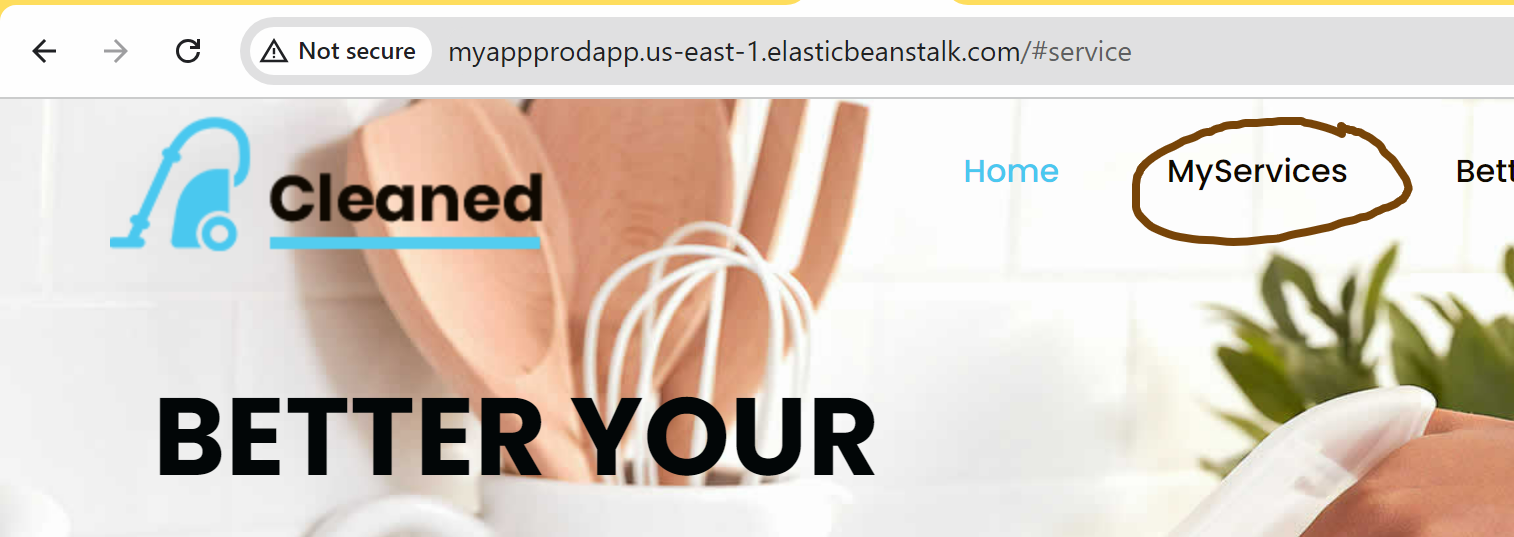 Not secure myappprodapp.us-east-1.elasticbeanstalk.com/#service
Cleaned
Home MyServices
BETTER YOUR